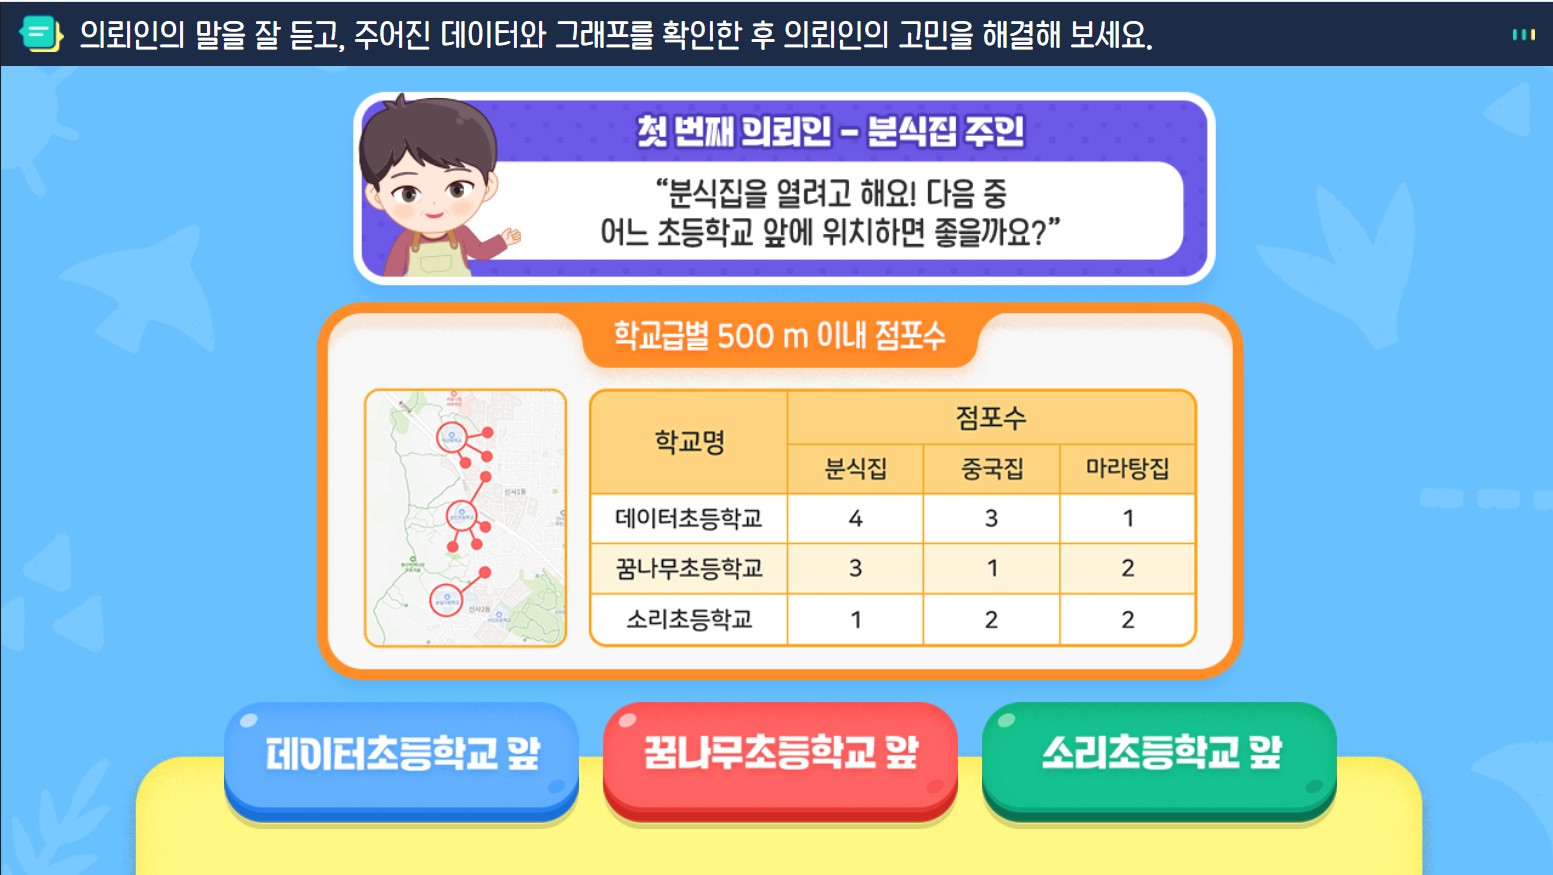 의뢰인의 말을 잘 듣고, 주어진 데이터와 그래프를 확인한 후 의뢰인의 고민을 해결해 보세요.
첫 번째 의뢰인 - 분식집 주인
“분식집을 열려고 해요! 다음 중
어느 초등학교 앞에 위치하면 좋을까요?”
학교급별 500 m 이내 점포수
신사1동
신사2동
학교명 점포수
분식집 중국집 마라탕집
데이터초등학교 4 3 1
꿈나무초등학교 3 1 2
소리초등학교 1 2 2
데이터초등학교 앞
꿈나무초등학교 앞
소리초등학교 앞